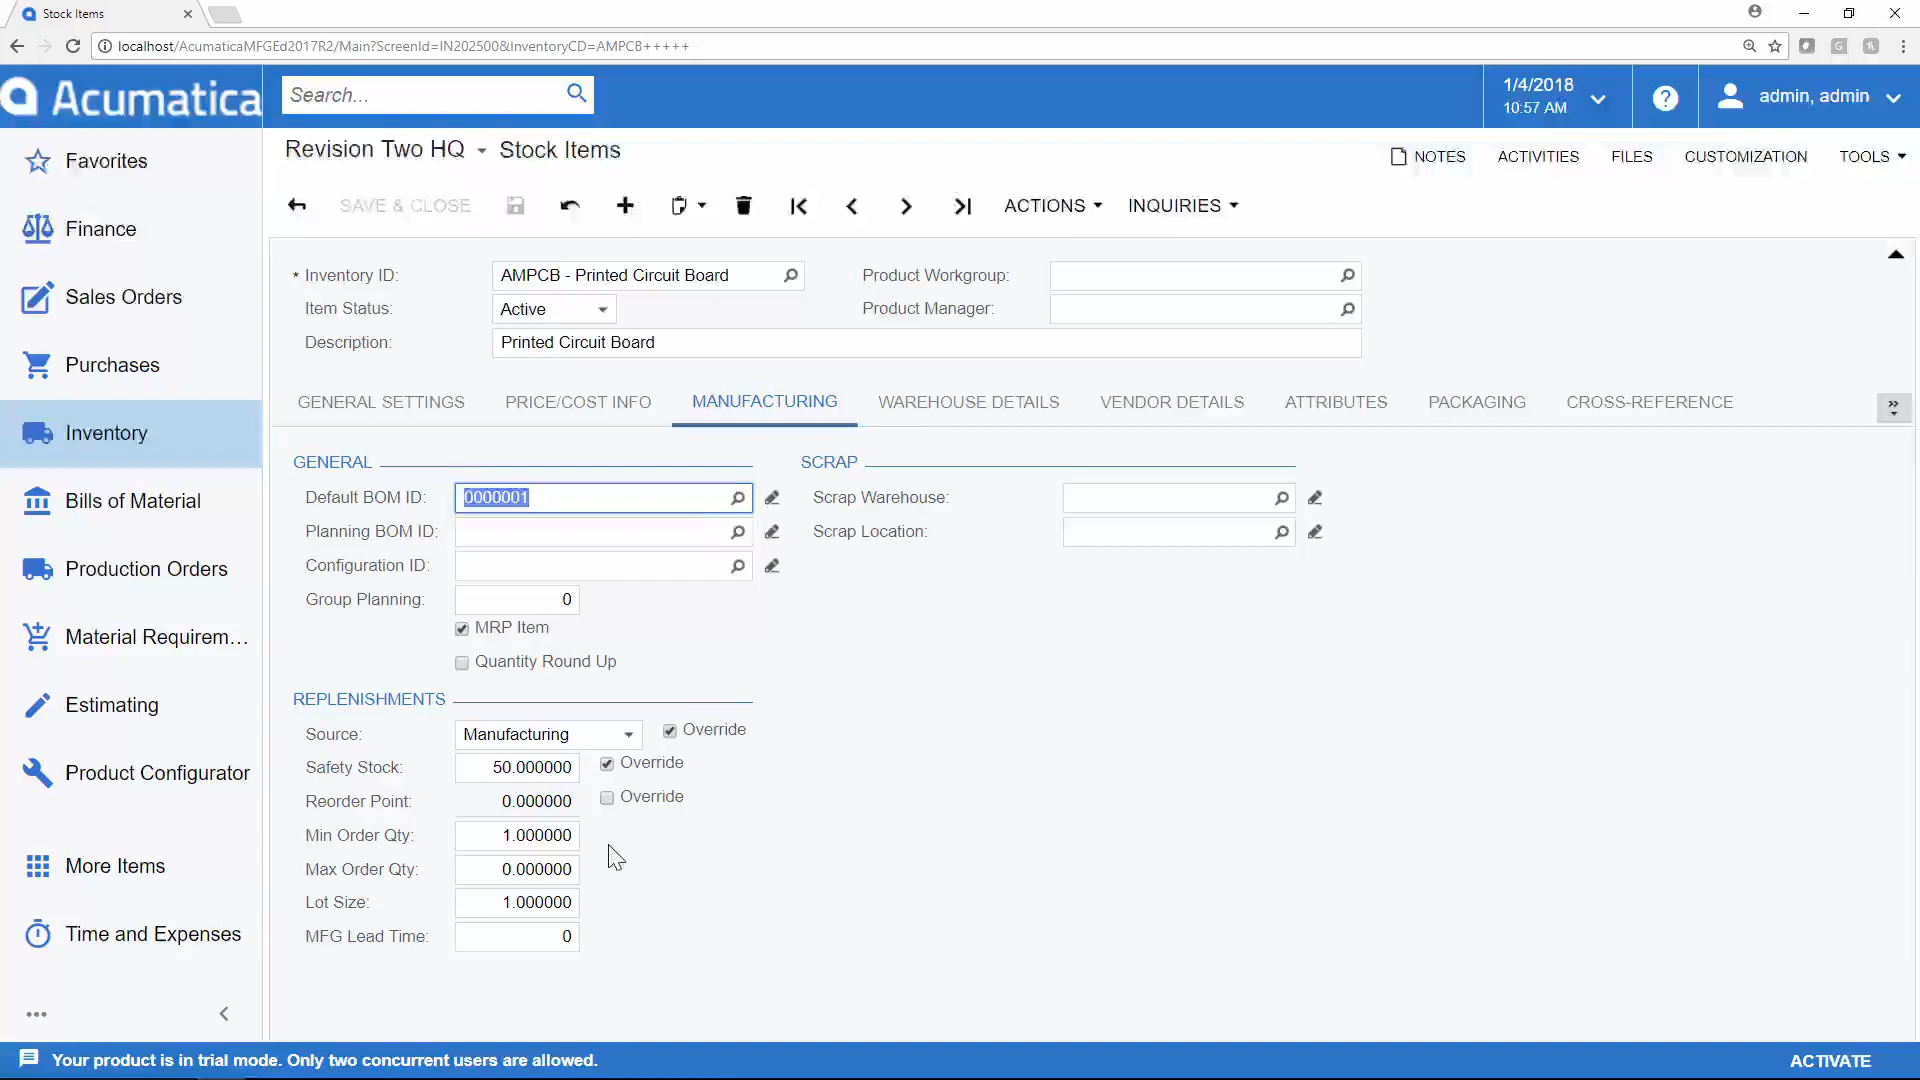 Stock Items
localhost/AcumaticaMFGEd2017R2/Main?ScreenId=IN202500&InventoryCD=AMPCB+++++
Acumatica
Search...
1/4/2018
10:57 AM
admin, admin
Favorites
Finance
Sales Orders
Purchases
Inventory
Bills of Material
Production Orders
Material Requirem...
Estimating
Product Configurator
More Items
Time and Expenses
Revision Two HQ Stock Items
NOTES ACTIVITIES FILES CUSTOMIZATION TOOLS
SAVE & CLOSE ACTIONS INQUIRIES
* Inventory ID: AMPCB - Printed Circuit Board Product Workgroup:
Item Status: Active Product Manager:
Description: Printed Circuit Board
GENERAL SETTINGS PRICE/COST INFO MANUFACTURING WAREHOUSE DETAILS VENDOR DETAILS ATTRIBUTES PACKAGING CROSS-REFERENCE
GENERAL
Default BOM ID: 0000001
Planning BOM ID:
Configuration ID:
Group Planning: 0
MRP Item
Quantity Round Up
SCRAP
Scrap Warehouse:
Scrap Location:
REPLENISHMENTS
Source: Manufacturing Override
Safety Stock: 50.000000 Override
Reorder Point: 0.000000 Override
Min Order Qty: 1.000000
Max Order Qty: 0.000000
Lot Size: 1.000000
MFG Lead Time: 0
Your product is in trial mode. Only two concurrent users are allowed.
ACTIVATE